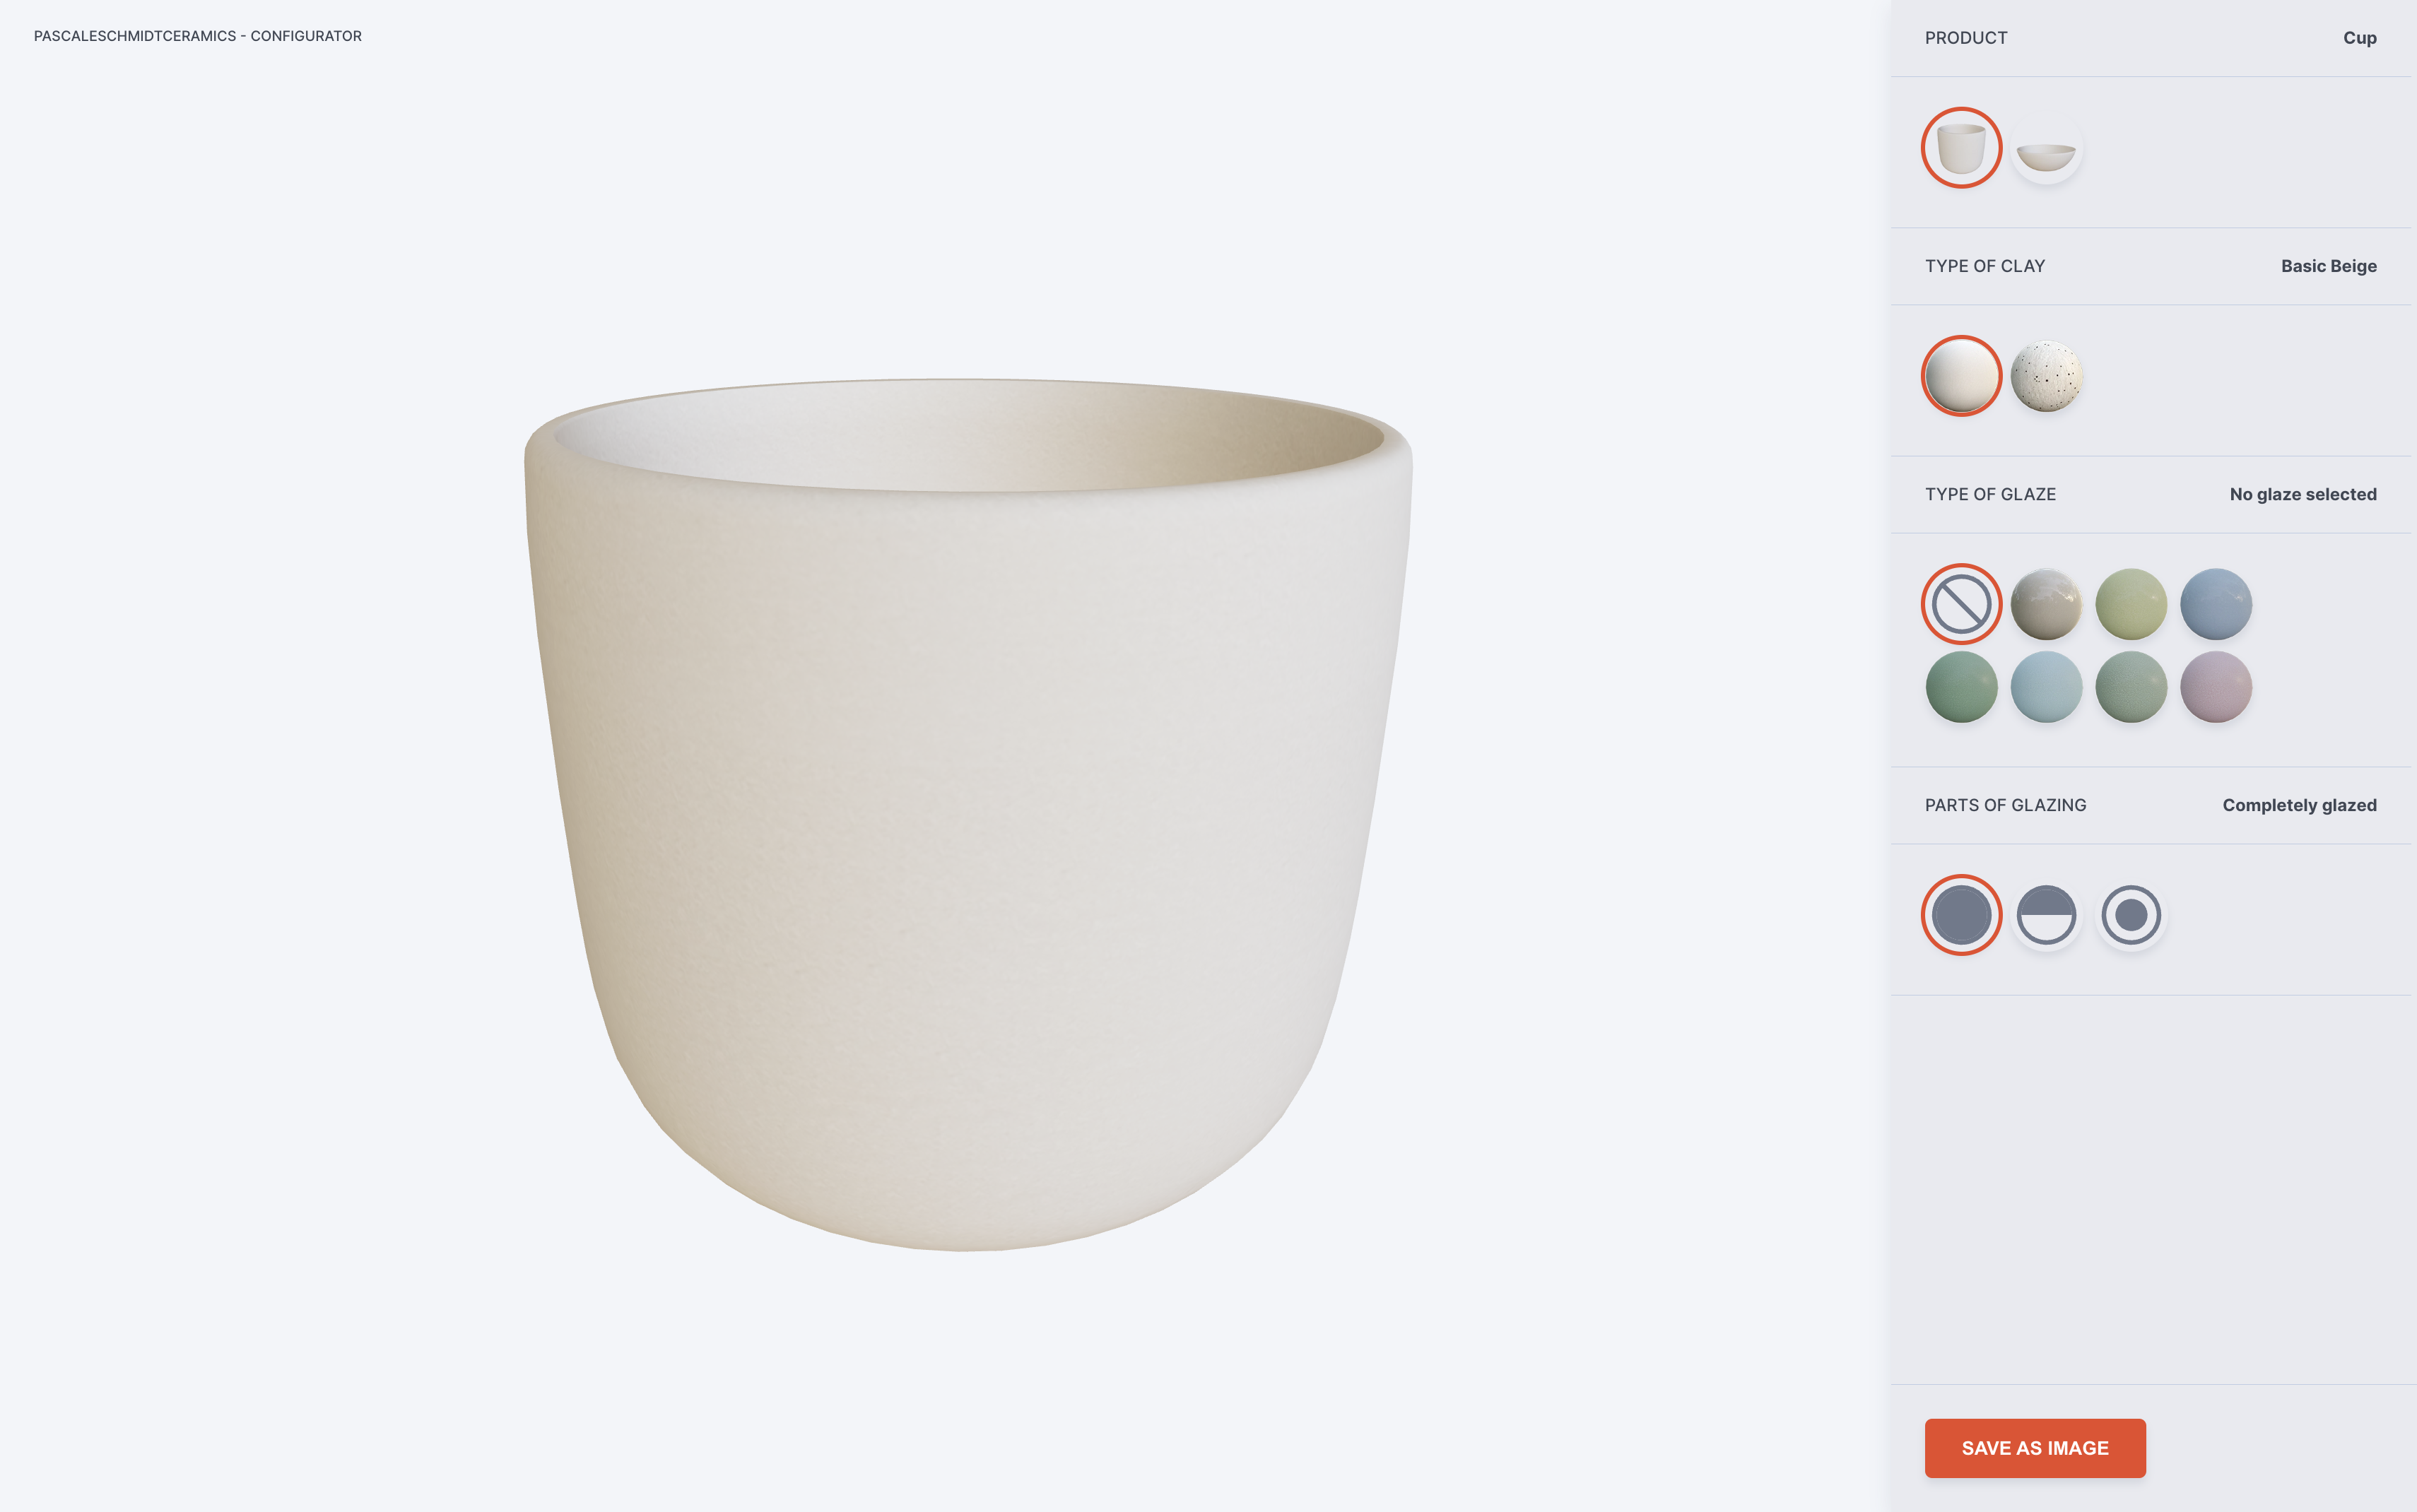 PASCALESCHMIDTCERAMICS - CONFIGURATOR
PRODUCT Cup
TYPE OF CLAY Basic Beige
TYPE OF GLAZE No glaze selected
PARTS OF GLAZING Completely glazed
SAVE AS IMAGE